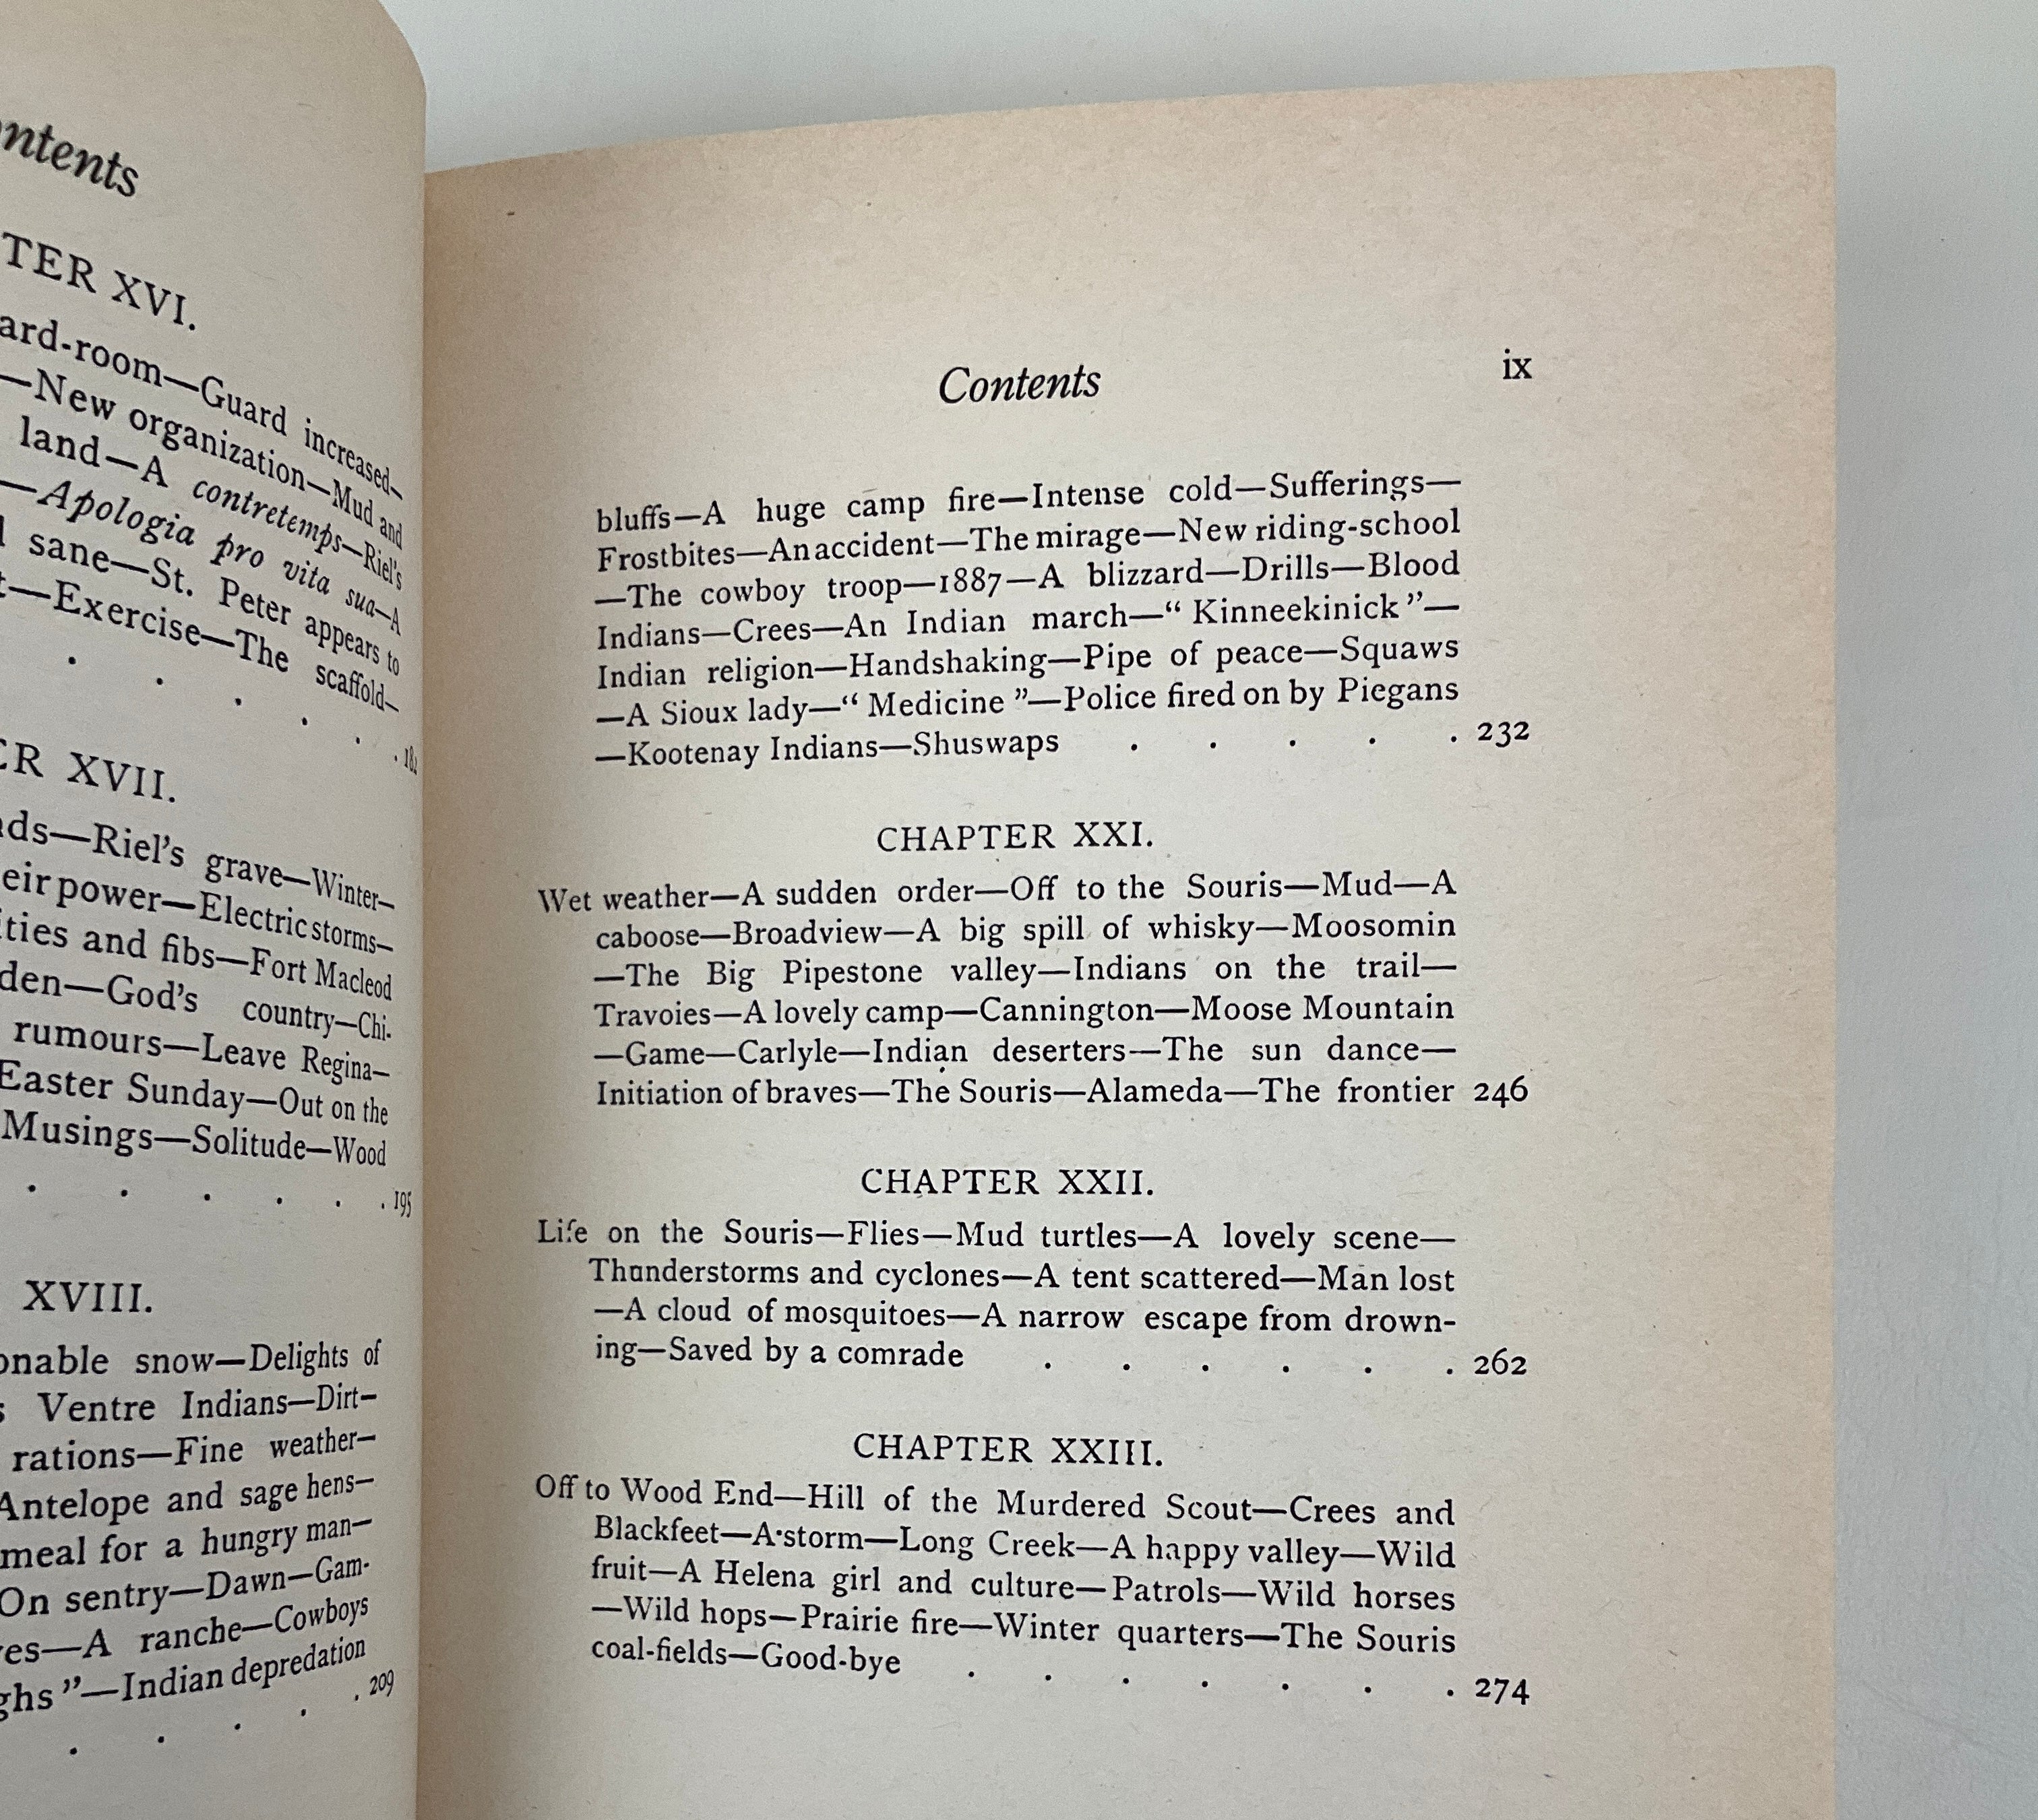 Contents
TER XVI.
ard-room—Guard increased—
—New organization—Mud and
land—A contretemps—Riel's
—Apologia pro vita sua—A
sane—St. Peter appears to
t—Exercise—The scaffold—
. . . . . . 182
ER XVII.
ds—Riel's grave—Winter—
eir power—Electric storms—
ities and fibs—Fort Macleod
den—God's country—Chi-
rumours—Leave Regina—
Easter Sunday—Out on the
Musings—Solitude—Wood
. . . . . . 195
XVIII.
onable snow—Delights of
s Ventre Indians—Dirt—
rations—Fine weather—
Antelope and sage hens—
meal for a hungry man—
On sentry—Dawn—Gam-
ves—A ranche—Cowboys
ghs"—Indian depredation
. . . . . 209
Contents ix
bluffs—A huge camp fire—Intense cold—Sufferings—
Frostbites—An accident—The mirage—New riding-school
—The cowboy troop—1887—A blizzard—Drills—Blood
Indians—Crees—An Indian march—“Kinneekinick”—
Indian religion—Handshaking—Pipe of peace—Squaws
—A Sioux lady—“Medicine”—Police fired on by Piegans
—Kootenay Indians—Shuswaps . . . . . 232
CHAPTER XXI.
Wet weather—A sudden order—Off to the Souris—Mud—A
caboose—Broadview—A big spill of whisky—Moosomin
—The Big Pipestone valley—Indians on the trail—
Travoies—A lovely camp—Cannington—Moose Mountain
—Game—Carlyle—Indian deserters—The sun dance—
Initiation of braves—The Souris—Alameda—The frontier 246
CHAPTER XXII.
Life on the Souris—Flies—Mud turtles—A lovely scene—
Thunderstorms and cyclones—A tent scattered—Man lost
—A cloud of mosquitoes—A narrow escape from drown-
ing—Saved by a comrade . . . . . . 262
CHAPTER XXIII.
Off to Wood End—Hill of the Murdered Scout—Crees and
Blackfeet—A storm—Long Creek—A happy valley—Wild
fruit—A Helena girl and culture—Patrols—Wild horses
—Wild hops—Prairie fire—Winter quarters—The Souris
coal-fields—Good-bye . . . . . . . 274